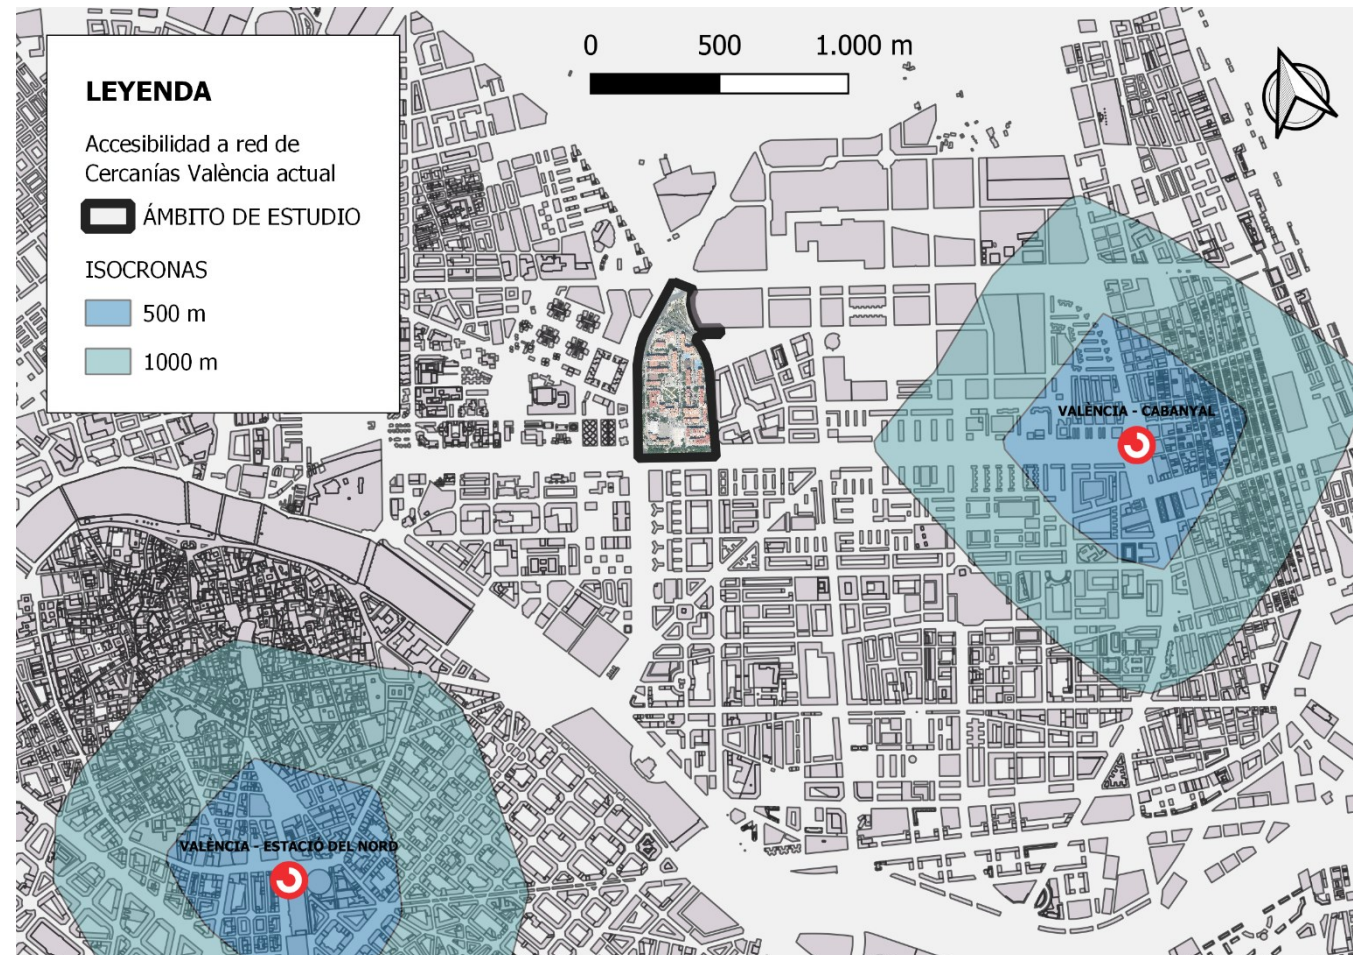 LEYENDA
Accesibilidad a red de
Cercanías València actual
ÁMBITO DE ESTUDIO
ISOCRONAS
500 m
1000 m
0 500 1.000 m
VALÈNCIA - CABANYAL
VALÈNCIA - ESTACIÓ DEL NORD